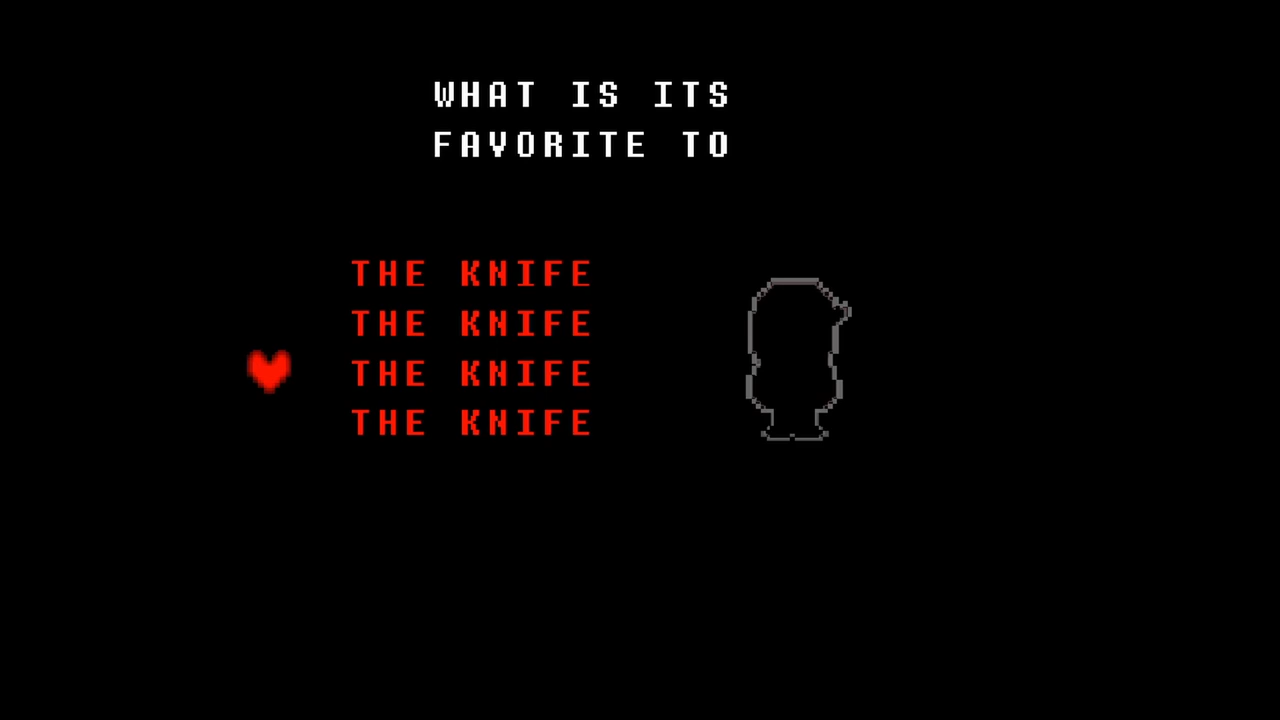 WHAT IS ITS
FAVORITE TO
THE KNIFE
THE KNIFE
THE KNIFE
THE KNIFE